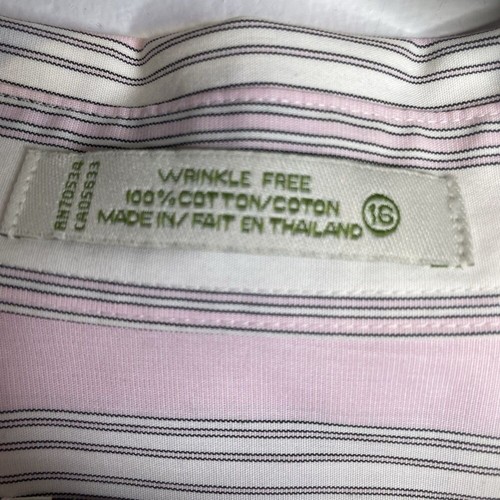 RN70534
CA05633
WRINKLE FREE
100% COTTON/COTON
MADE IN/FAIT EN THAILAND
16